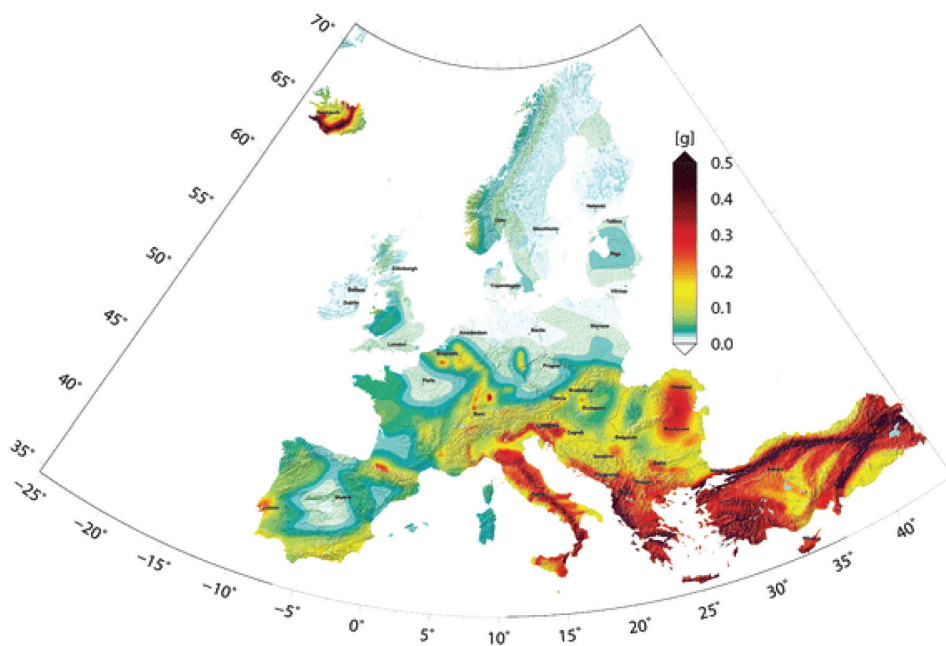 70°
65°
60°
55°
50°
45°
40°
35°
[g]
0.5
0.4
0.3
0.2
0.1
0.0
Oslo
Stockholm
Helsinki
Tallinn
Riga
Vilnius
Copenhagen
Edinburgh
Belfast
Dublin
London
Amsterdam
Berlin
Warsaw
Brussels
Prague
Paris
Bratislava
Vienna
Budapest
Bern
Zagreb
Belgrade
Bucharest
Sarajevo
Sofia
Madrid
−25°
−20°
−15°
−10°
−5°
0°
5°
10°
15°
20°
25°
30°
35°
40°